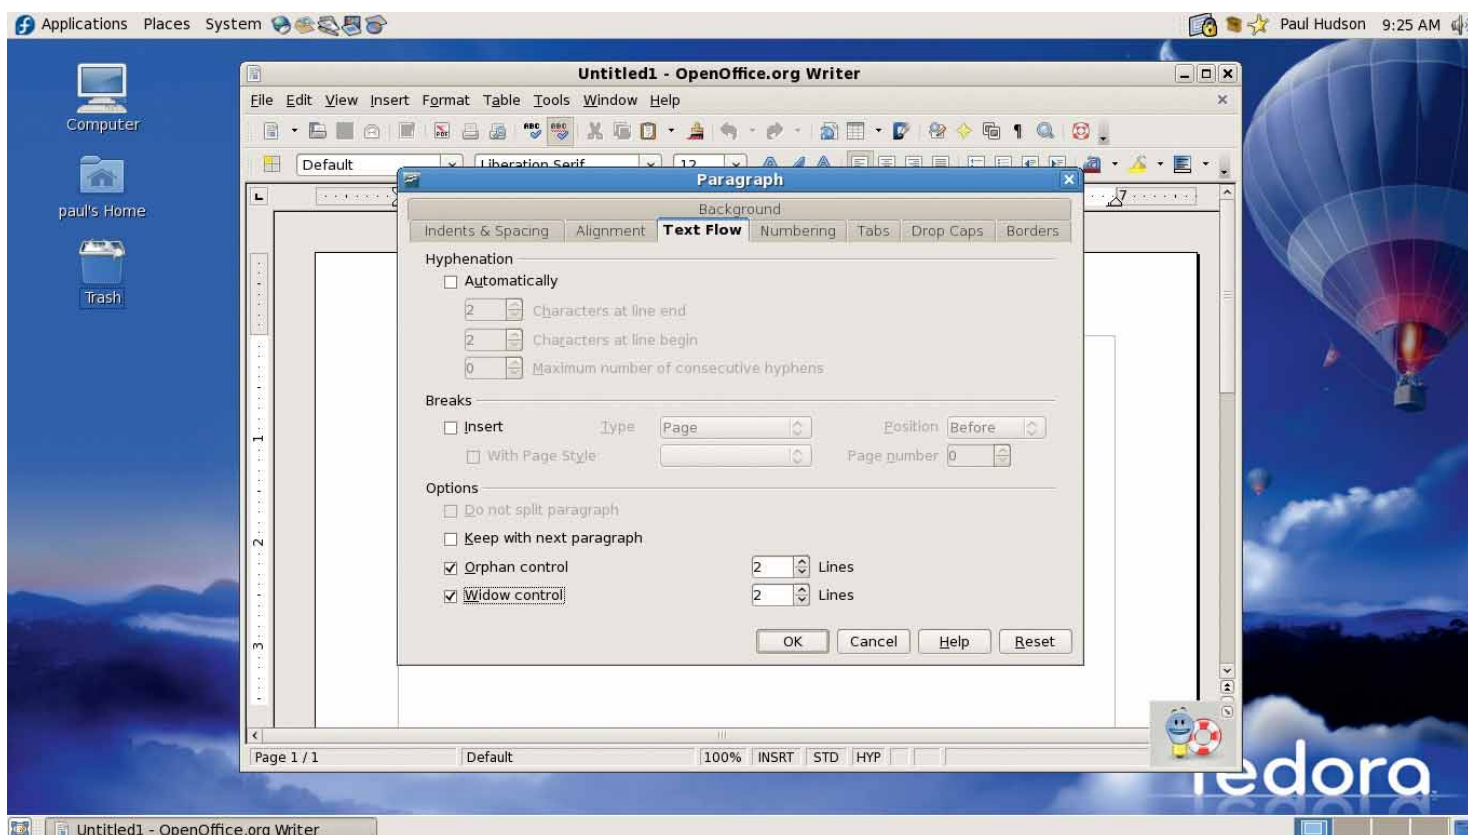 Applications Places System Paul Hudson 9:25 AM
Computer
paul's Home
Trash
Untitled1 - OpenOffice.org Writer
File Edit View Insert Format Table Tools Window Help
Default Liberation Serif 12
Paragraph
7
Background
Indents & Spacing Alignment Text Flow Numbering Tabs Drop Caps Borders
Hyphenation
Automatically
2 Characters at line end
2 Characters at line begin
0 Maximum number of consecutive hyphens
Breaks
Insert Type Page Position Before
With Page Style Page number 0
Options
Do not split paragraph
Keep with next paragraph
Orphan control 2 Lines
Widow control 2 Lines
OK Cancel Help Reset
1
2
3
Page 1 / 1 Default 100% INSRT STD HYP
fedora
Untitled1 - OpenOffice.org Writer